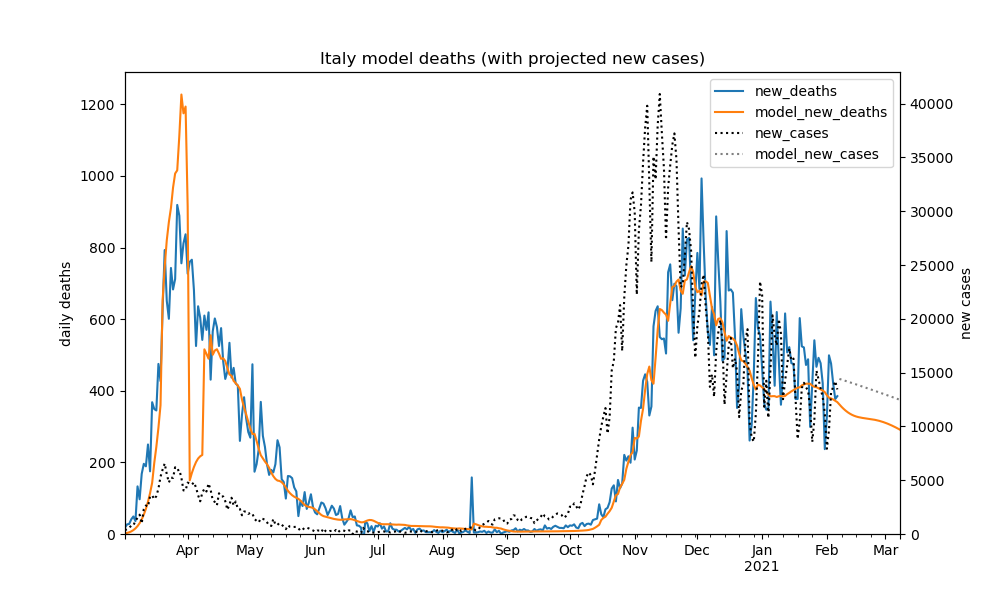 Italy model deaths (with projected new cases)
new_deaths
model_new_deaths
new_cases
model_new_cases
daily deaths
new cases
1200
1000
800
600
400
200
0
40000
35000
30000
25000
20000
15000
10000
5000
0
Apr May Jun Jul Aug Sep Oct Nov Dec Jan Feb Mar
2021